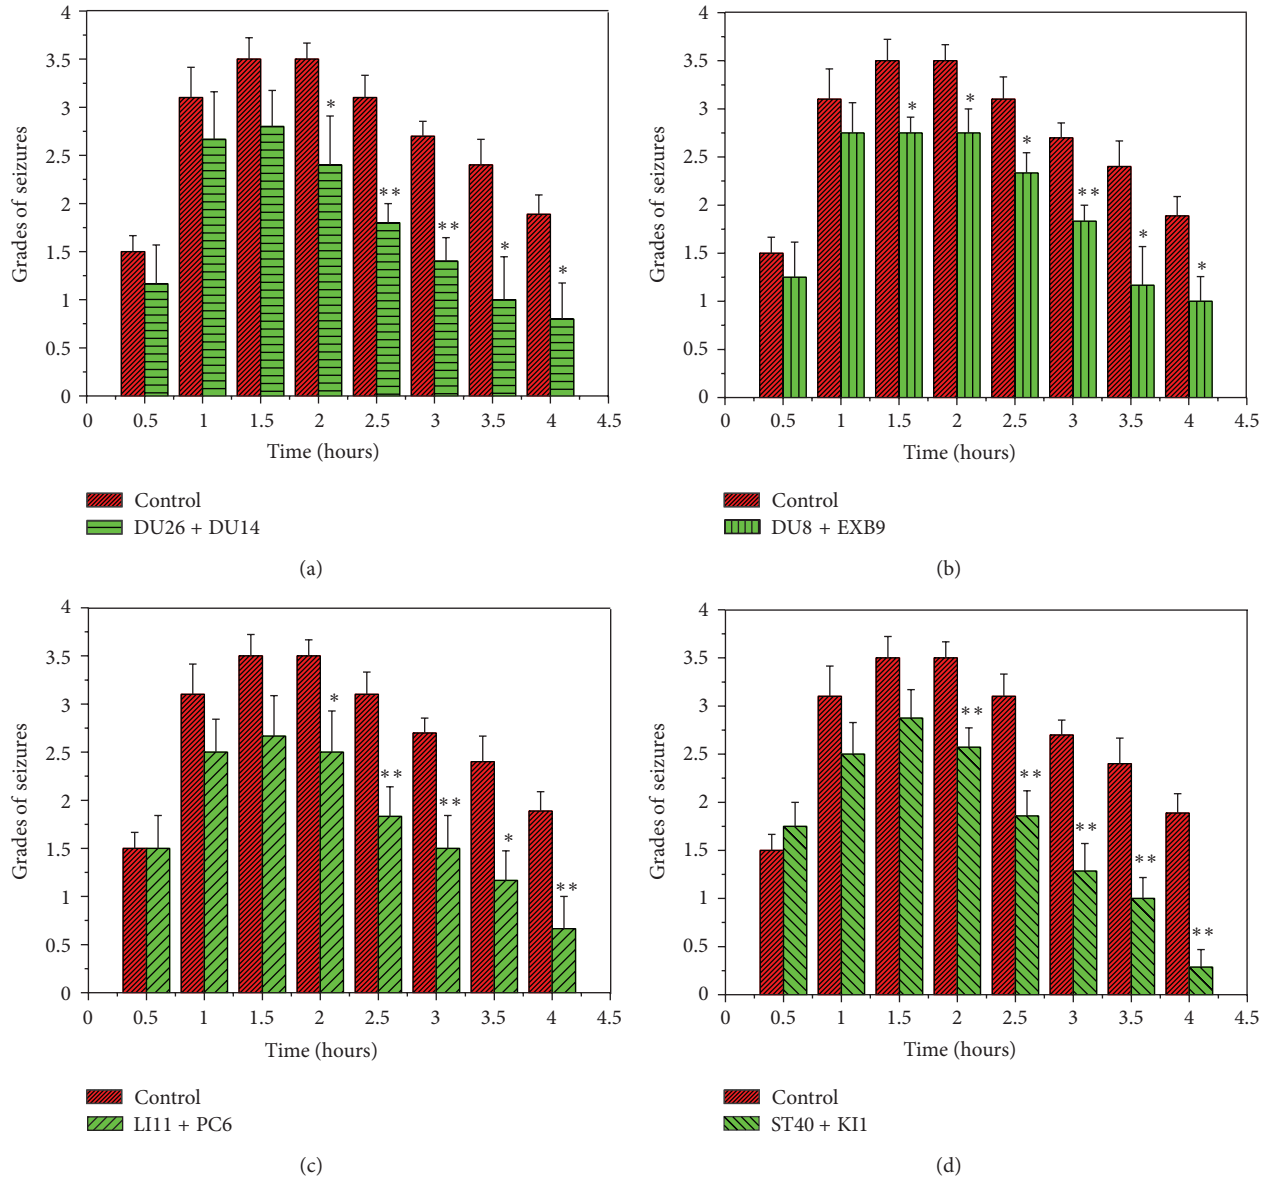 4
3.5
3
2.5
2
1.5
1
0.5
0
Grades of seizures
*
**
**
*
*
0 0.5 1 1.5 2 2.5 3 3.5 4 4.5
Time (hours)
Control
DU26 + DU14
(a)
4
3.5
3
2.5
2
1.5
1
0.5
0
Grades of seizures
*
*
*
**
*
*
0 0.5 1 1.5 2 2.5 3 3.5 4 4.5
Time (hours)
Control
DU8 + EXB9
(b)
4
3.5
3
2.5
2
1.5
1
0.5
0
Grades of seizures
*
**
**
*
**
0 0.5 1 1.5 2 2.5 3 3.5 4 4.5
Time (hours)
Control
LI11 + PC6
(c)
4
3.5
3
2.5
2
1.5
1
0.5
0
Grades of seizures
**
**
**
**
**
0 0.5 1 1.5 2 2.5 3 3.5 4 4.5
Time (hours)
Control
ST40 + KI1
(d)